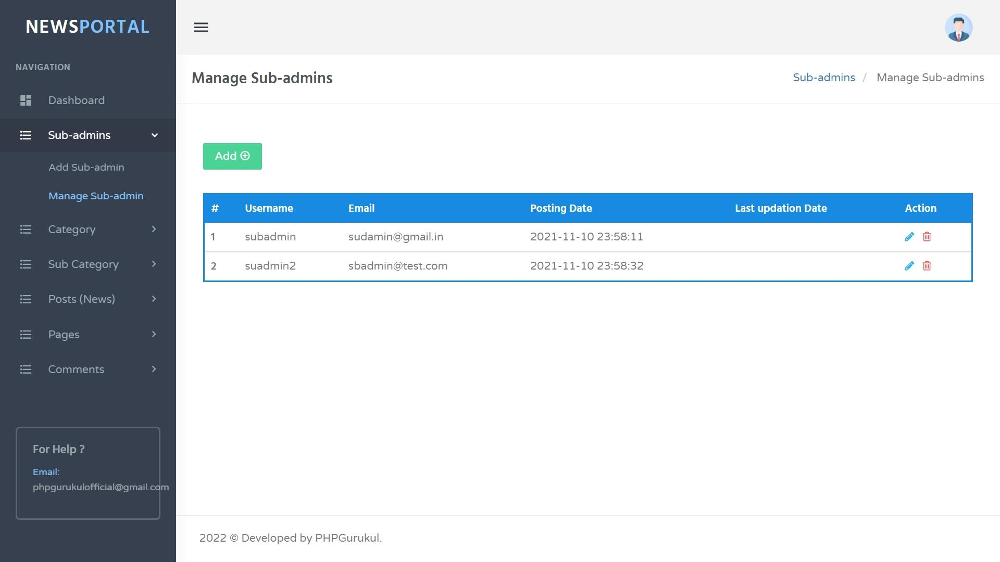 NEWSPORTAL
NAVIGATION
Dashboard
Sub-admins
Add Sub-admin
Manage Sub-admin
Category
Sub Category
Posts (News)
Pages
Comments
For Help ?
Email:
phpgurukulofficial@gmail.com
Manage Sub-admins
Sub-admins / Manage Sub-admins
Add
# Username Email Posting Date Last updation Date Action
1 subadmin sudamin@gmail.in 2021-11-10 23:58:11
2 suadmin2 sbadmin@test.com 2021-11-10 23:58:32
2022 © Developed by PHPGurukul.